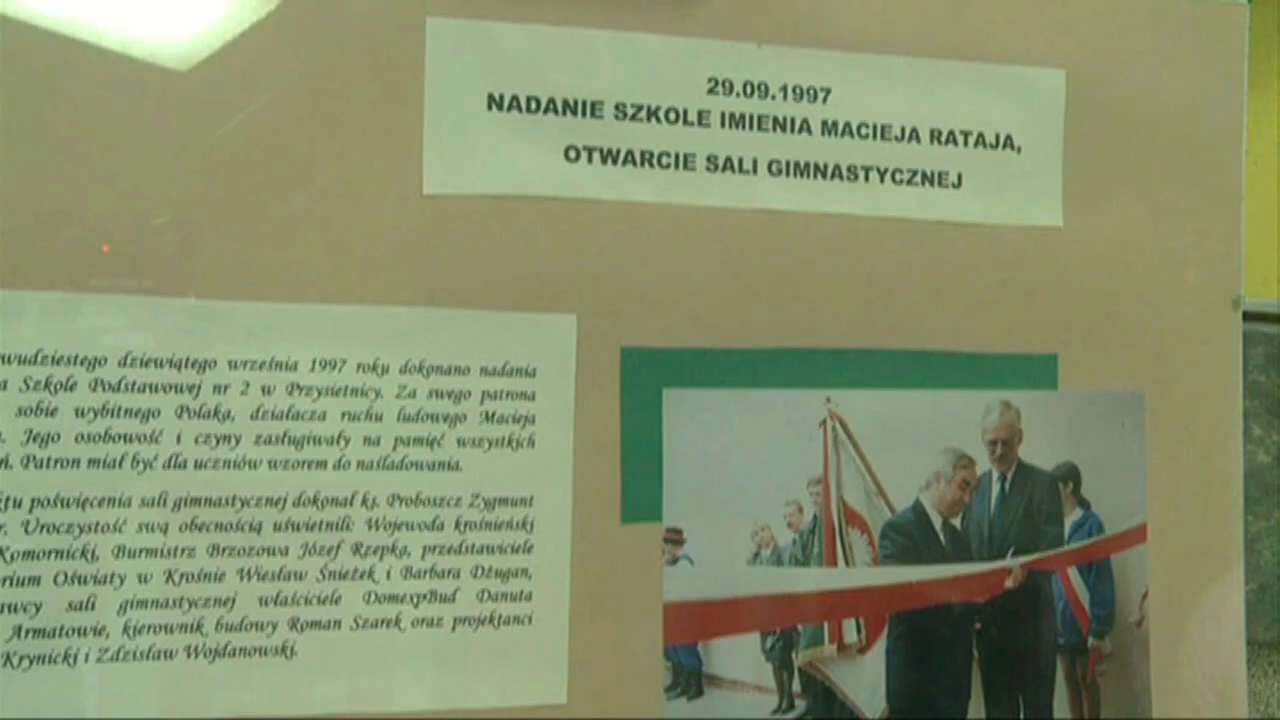 29.09.1997
NADANIE SZKOLE IMIENIA MACIEJA RATAJA,
OTWARCIE SALI GIMNASTYCZNEJ
wudziestego dziewiątego września 1997 roku dokonano nadania
a Szkole Podstawowej nr 2 w Przysietnicy. Za swego patrona
sobie wybitnego Polaka, działacza ruchu ludowego Macieja
. Jego osobowość i czyny zasługiwały na pamięć wszystkich
ń. Patron miał być dla uczniów wzorem do naśladowania.
ktu poświęcenia sali gimnastycznej dokonał ks. Proboszcz Zygmunt
r. Uroczystość swą obecnością uświetnili: Wojewoda krośnieński
Komornicki, Burmistrz Brzozowa Józef Rzepka, przedstawiciele
rium Oświaty w Krośnie Wiesław Śnieżek i Barbara Dżugan,
awcy sali gimnastycznej właściciele DomexpBud Danuta
Armatowie, kierownik budowy Roman Szarek oraz projektanci
Krynicki i Zdzisław Wojdanowski.